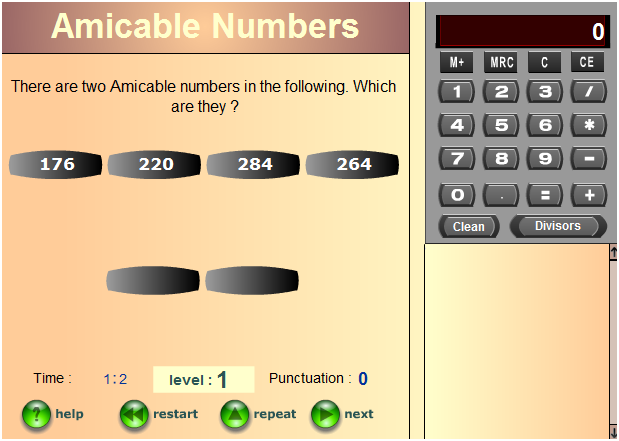 Amicable Numbers
There are two Amicable numbers in the following. Which
are they ?
176 220 284 264
Time : 1:2 level : 1 Punctuation : 0
help restart repeat next
0
M+ MRC C CE
1 2 3 /
4 5 6 *
7 8 9 -
0 . = +
Clean Divisors